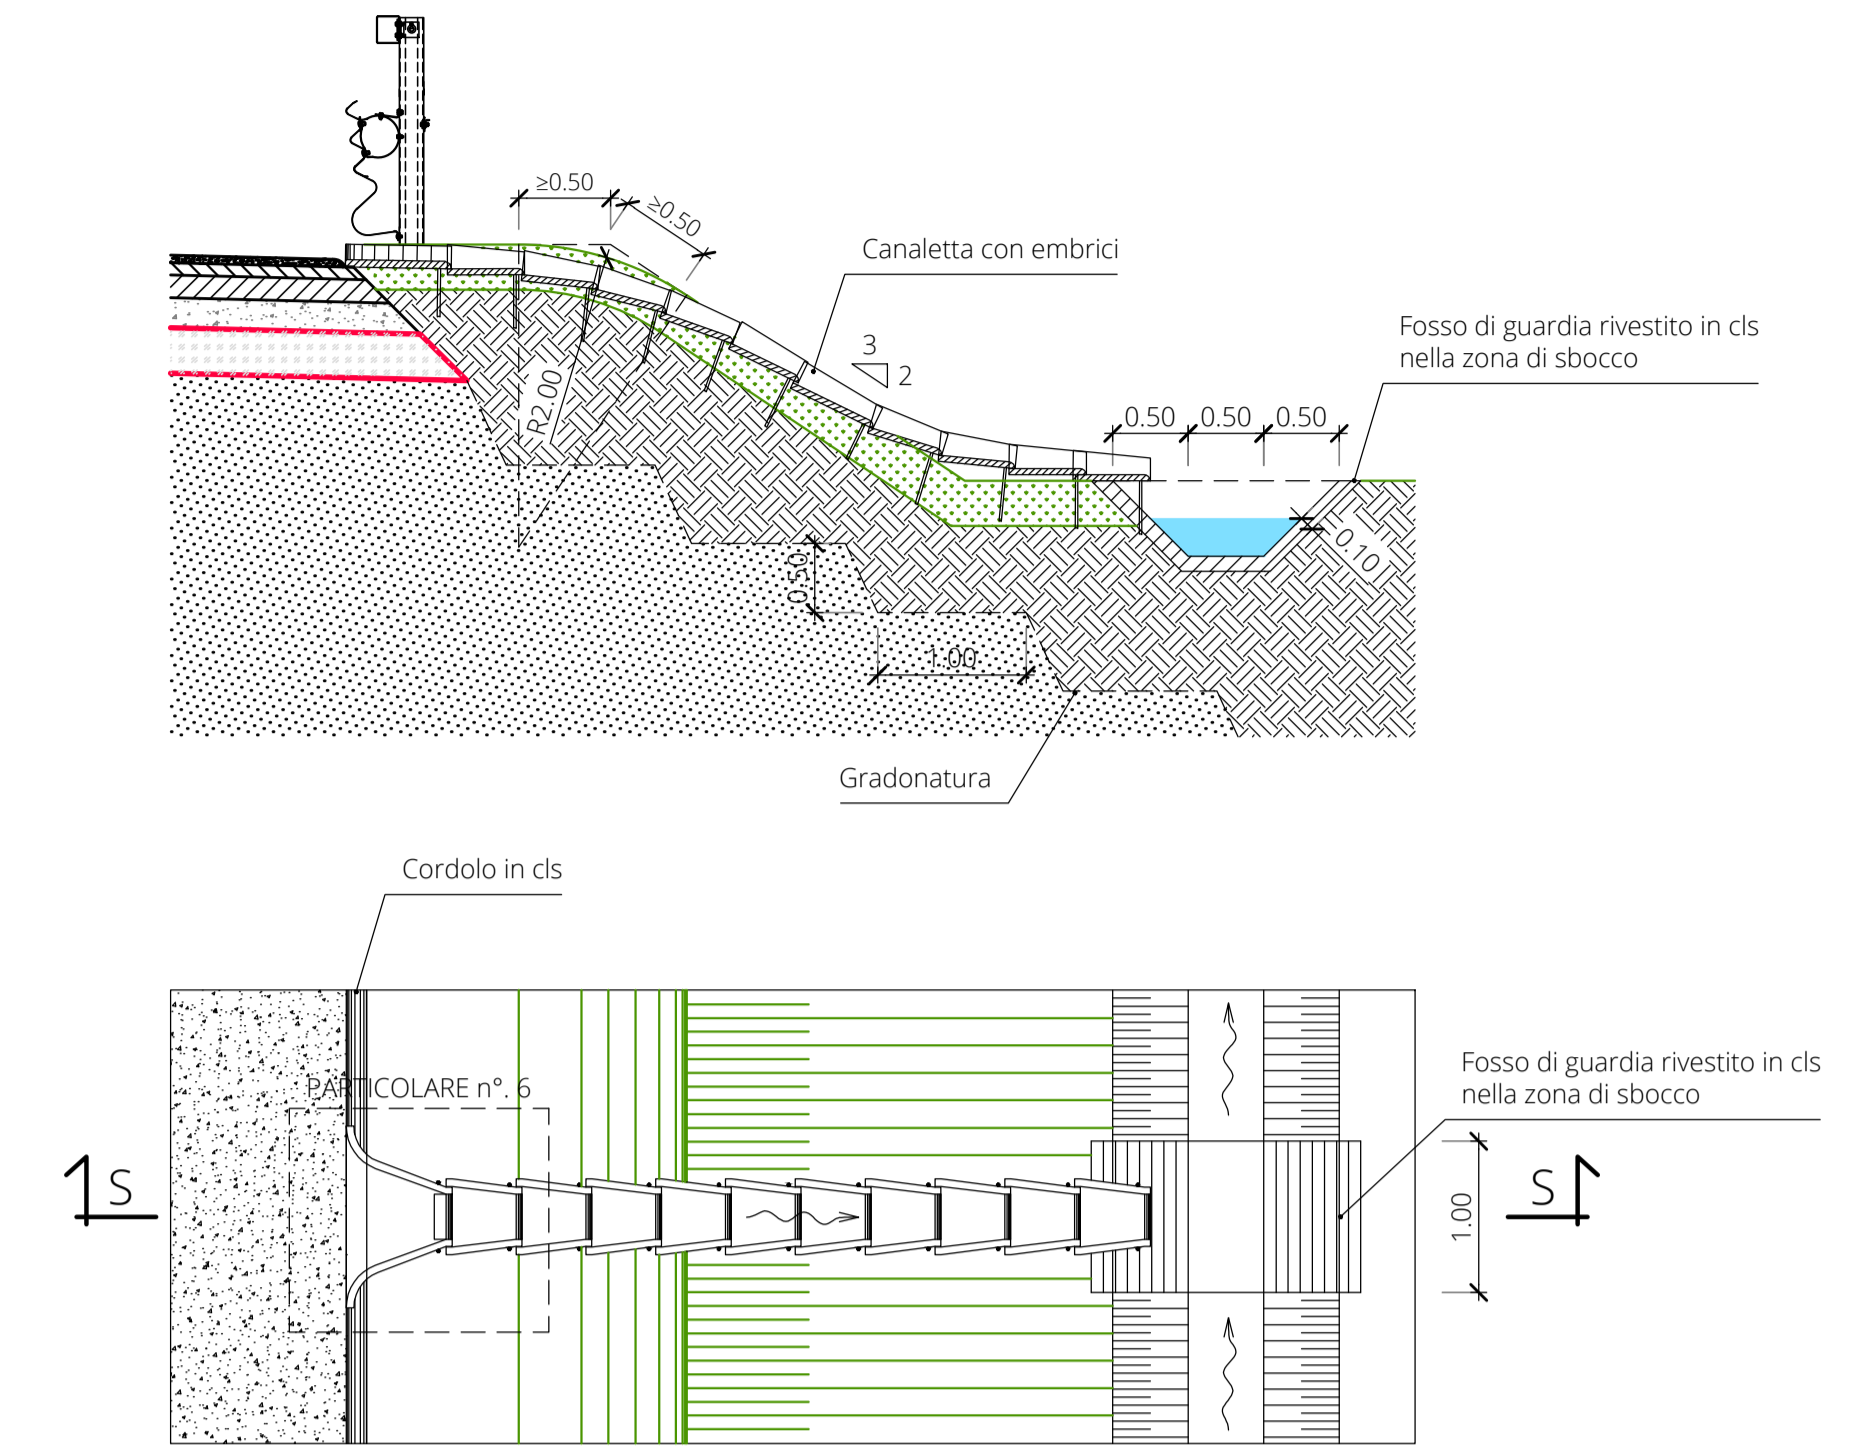 ≥0.50
≥0.50
Canaletta con embrici
3
2
Fosso di guardia rivestito in cls
nella zona di sbocco
0.50 0.50 0.50
R2.00
0.10
0.50
1.00
Gradonatura
Cordolo in cls
PARTICOLARE n°. 6
Fosso di guardia rivestito in cls
nella zona di sbocco
S
S
1.00